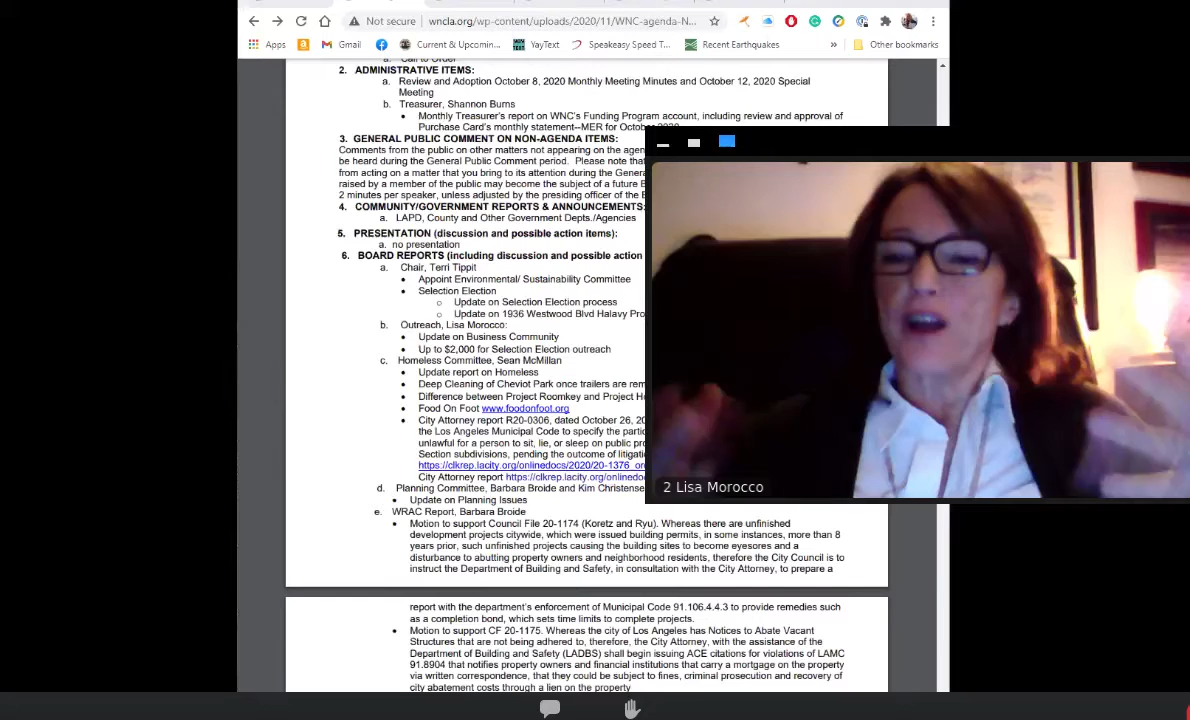 Not secure
wncla.org/wp-content/uploads/2020/11/WNC-agenda-N...
Apps
Gmail
Current & Upcomin...
YayText
Speakeasy Speed T...
Recent Earthquakes
»
Other bookmarks
a. Call to Order
2. ADMINISTRATIVE ITEMS:
a. Review and Adoption October 8, 2020 Monthly Meeting Minutes and October 12, 2020 Special
Meeting
b. Treasurer, Shannon Burns
• Monthly Treasurer's report on WNC's Funding Program account, including review and approval of
Purchase Card's monthly statement--MER for October 2020
3. GENERAL PUBLIC COMMENT ON NON-AGENDA ITEMS:
Comments from the public on other matters not appearing on the agen
be heard during the General Public Comment period. Please note that
from acting on a matter that you bring to its attention during the Genera
raised by a member of the public may become the subject of a future B
2 minutes per speaker, unless adjusted by the presiding officer of the B
4. COMMUNITY/GOVERNMENT REPORTS & ANNOUNCEMENTS:
a. LAPD, County and Other Government Depts./Agencies
5. PRESENTATION (discussion and possible action items):
a. no presentation
6. BOARD REPORTS (including discussion and possible action
a. Chair, Terri Tippit
• Appoint Environmental/ Sustainability Committee
• Selection Election
o Update on Selection Election process
o Update on 1936 Westwood Blvd Halavy Pro
b. Outreach, Lisa Morocco:
• Update on Business Community
• Up to $2,000 for Selection Election outreach
c. Homeless Committee, Sean McMillan
• Update report on Homeless
• Deep Cleaning of Cheviot Park once trailers are rem
• Difference between Project Roomkey and Project H
• Food On Foot www.foodonfoot.org
• City Attorney report R20-0306, dated October 26, 20
the Los Angeles Municipal Code to specify the partic
unlawful for a person to sit, lie, or sleep on public pro
Section subdivisions, pending the outcome of litigatio
https://clkrep.lacity.org/onlinedocs/2020/20-1376_or
City Attorney report https://clkrep.lacity.org/onlinedoc
d. Planning Committee, Barbara Broide and Kim Christense
• Update on Planning Issues
e. WRAC Report, Barbara Broide
• Motion to support Council File 20-1174 (Koretz and Ryu). Whereas there are unfinished
development projects citywide, which were issued building permits, in some instances, more than 8
years prior, such unfinished projects causing the building sites to become eyesores and a
disturbance to abutting property owners and neighborhood residents, therefore the City Council is to
instruct the Department of Building and Safety, in consultation with the City Attorney, to prepare a
report with the department's enforcement of Municipal Code 91.106.4.4.3 to provide remedies such
as a completion bond, which sets time limits to complete projects.
• Motion to support CF 20-1175. Whereas the city of Los Angeles has Notices to Abate Vacant
Structures that are not being adhered to, therefore, the City Attorney, with the assistance of the
Department of Building and Safety (LADBS) shall begin issuing ACE citations for violations of LAMC
91.8904 that notifies property owners and financial institutions that carry a mortgage on the property
via written correspondence, that they could be subject to fines, criminal prosecution and recovery of
city abatement costs through a lien on the property
2 Lisa Morocco